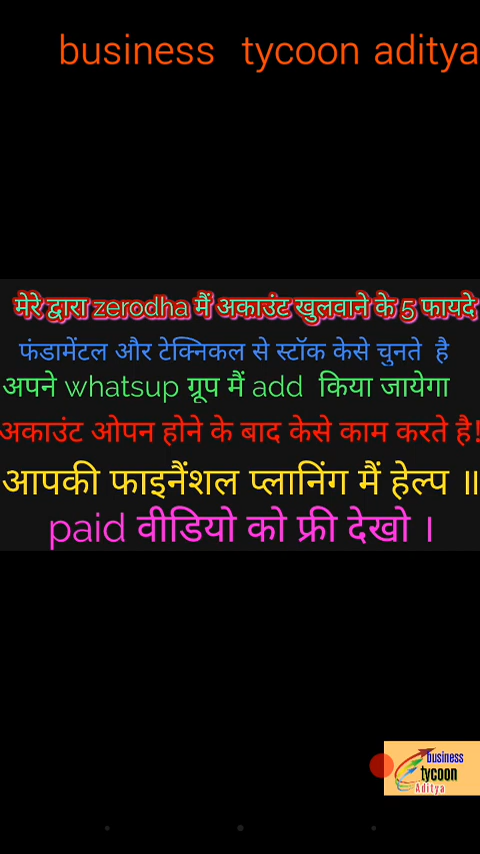 business tycoon aditya
मेरे द्वारा zerodha मैं अकाउंट खुलवाने के 5 फायदे
फंडामेंटल और टेक्निकल से स्टॉक केसे चुनते है
अपने whatsup ग्रूप मैं add किया जायेगा
अकाउंट ओपन होने के बाद केसे काम करते है!
आपकी फाइनैंशल प्लानिंग मैं हेल्प ॥
paid वीडियो को फ्री देखो ।
business
tycoon
Aditya